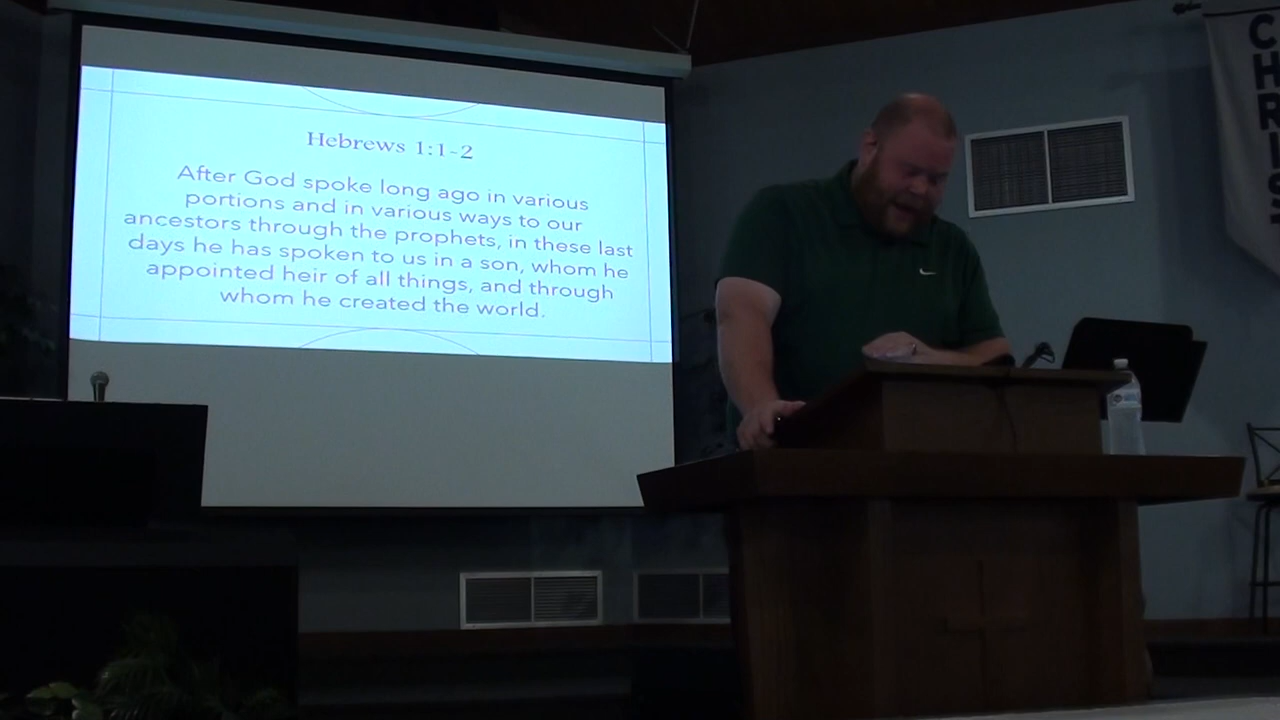 Hebrews 1:1-2
After God spoke long ago in various
portions and in various ways to our
ancestors through the prophets, in these last
days he has spoken to us in a son, whom he
appointed heir of all things, and through
whom he created the world.
CHRIST